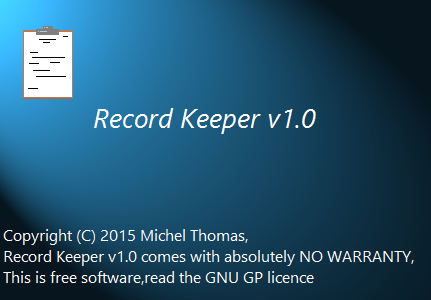 Record Keeper v1.0
Copyright (C) 2015 Michel Thomas,
Record Keeper v1.0 comes with absolutely NO WARRANTY,
This is free software,read the GNU GP licence